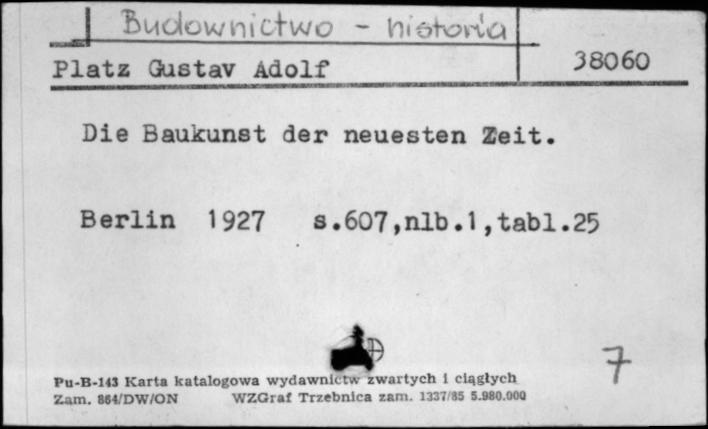 Budownictwo - historia
Platz Gustav Adolf 38060
Die Baukunst der neuesten Zeit.
Berlin 1927 s.607,nlb.1,tabl.25
7
Pu-B-143 Karta katalogowa wydawnictw zwartych i ciągłych
Zam. 864/DW/ON WZGraf Trzebnica zam. 1337/85 5.980.000